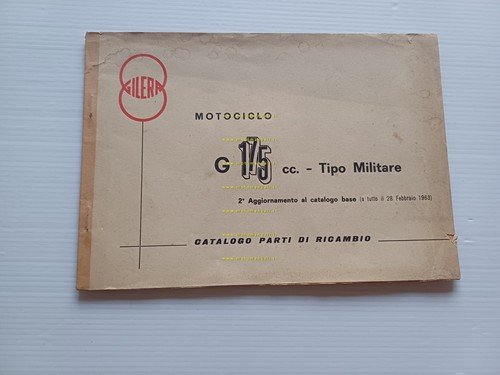 GILERA
MOTOCICLO
G 175 cc. - Tipo Militare
2° Aggiornamento al catalogo base (a tutto il 28 Febbraio 1963)
CATALOGO PARTI DI RICAMBIO